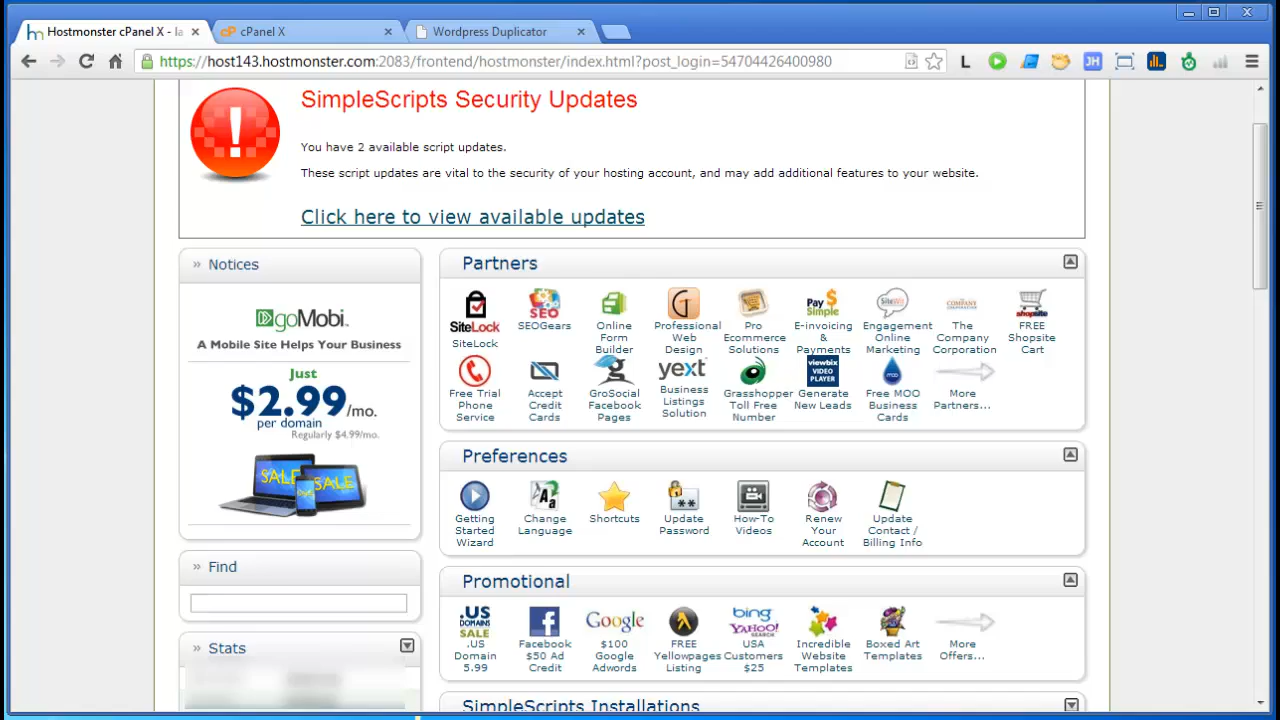 Hostmonster cPanel X - la
cPanel X
Wordpress Duplicator
https://host143.hostmonster.com:2083/frontend/hostmonster/index.html?post_login=54704426400980
L
JH
SimpleScripts Security Updates
You have 2 available script updates.
These script updates are vital to the security of your hosting account, and may add additional features to your website.
Click here to view available updates
» Notices
goMobi.
A Mobile Site Helps Your Business
Just
$2.99/mo.
per domain
Regularly $4.99/mo.
SALE SALE
» Find
» Stats
Partners
SiteLock
SiteLock
SEO
SEOGears
Online
Form
Builder
Professional
Web
Design
Pro
Ecommerce
Solutions
Pay
Simple
E-invoicing
&
Payments
SiteWit
Engagement
Online
Marketing
COMPANY
CORPORATION
The
Company
Corporation
shopsite
FREE
Shopsite
Cart
Free Trial
Phone
Service
Accept
Credit
Cards
GroSocial
Facebook
Pages
yext
Business
Listings
Solution
Grasshopper
Toll Free
Number
viewbix
VIDEO
PLAYER
Generate
New Leads
MOO
Free MOO
Business
Cards
More
Partners...
Preferences
Getting
Started
Wizard
Change
Language
Shortcuts
Update
Password
How-To
Videos
Renew
Your
Account
Update
Contact /
Billing Info
Promotional
.US
DOMAINS
SALE
.US
Domain
5.99
Facebook
$50 Ad
Credit
Google
$100
Google
Adwords
FREE
Yellowpages
Listing
bing
YAHOO!
SEARCH
USA
Customers
$25
Incredible
Website
Templates
Boxed Art
Templates
More
Offers...
SimpleScripts Installations